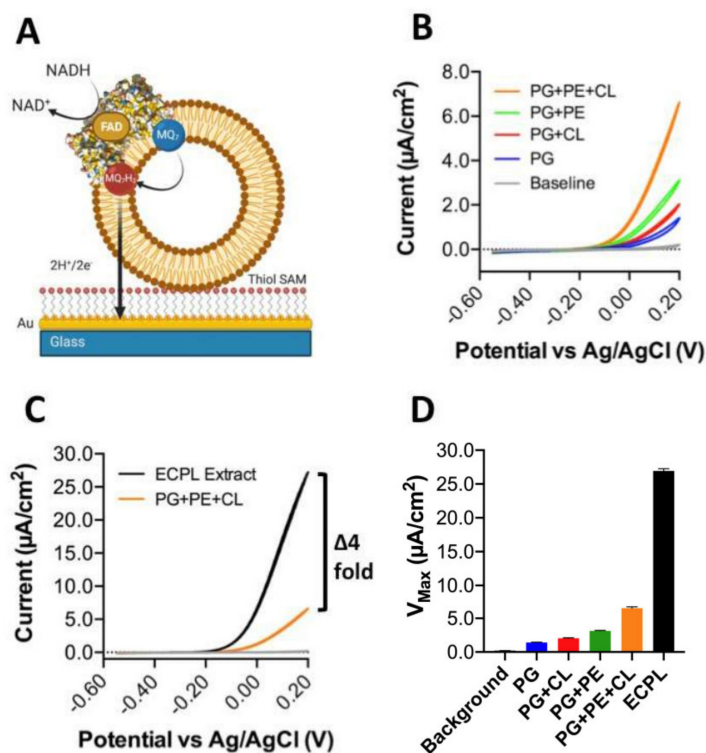 A
NADH
NAD+
FAD
MQ7
MQ7H2
2H+/2e-
Thiol SAM
Au
Glass
B
8.0
6.0
4.0
2.0
0.0
Current (µA/cm²)
PG+PE+CL
PG+PE
PG+CL
PG
Baseline
-0.60
-0.40
-0.20
0.00
0.20
Potential vs Ag/AgCl (V)
C
30.0
25.0
20.0
15.0
10.0
5.0
0.0
Current (µA/cm²)
ECPL Extract
PG+PE+CL
Δ4
fold
-0.60
-0.40
-0.20
0.00
0.20
Potential vs Ag/AgCl (V)
D
30.0
25.0
20.0
15.0
10.0
5.0
0.0
VMax (µA/cm²)
Background
PG
PG+CL
PG+PE
PG+PE+CL
ECPL